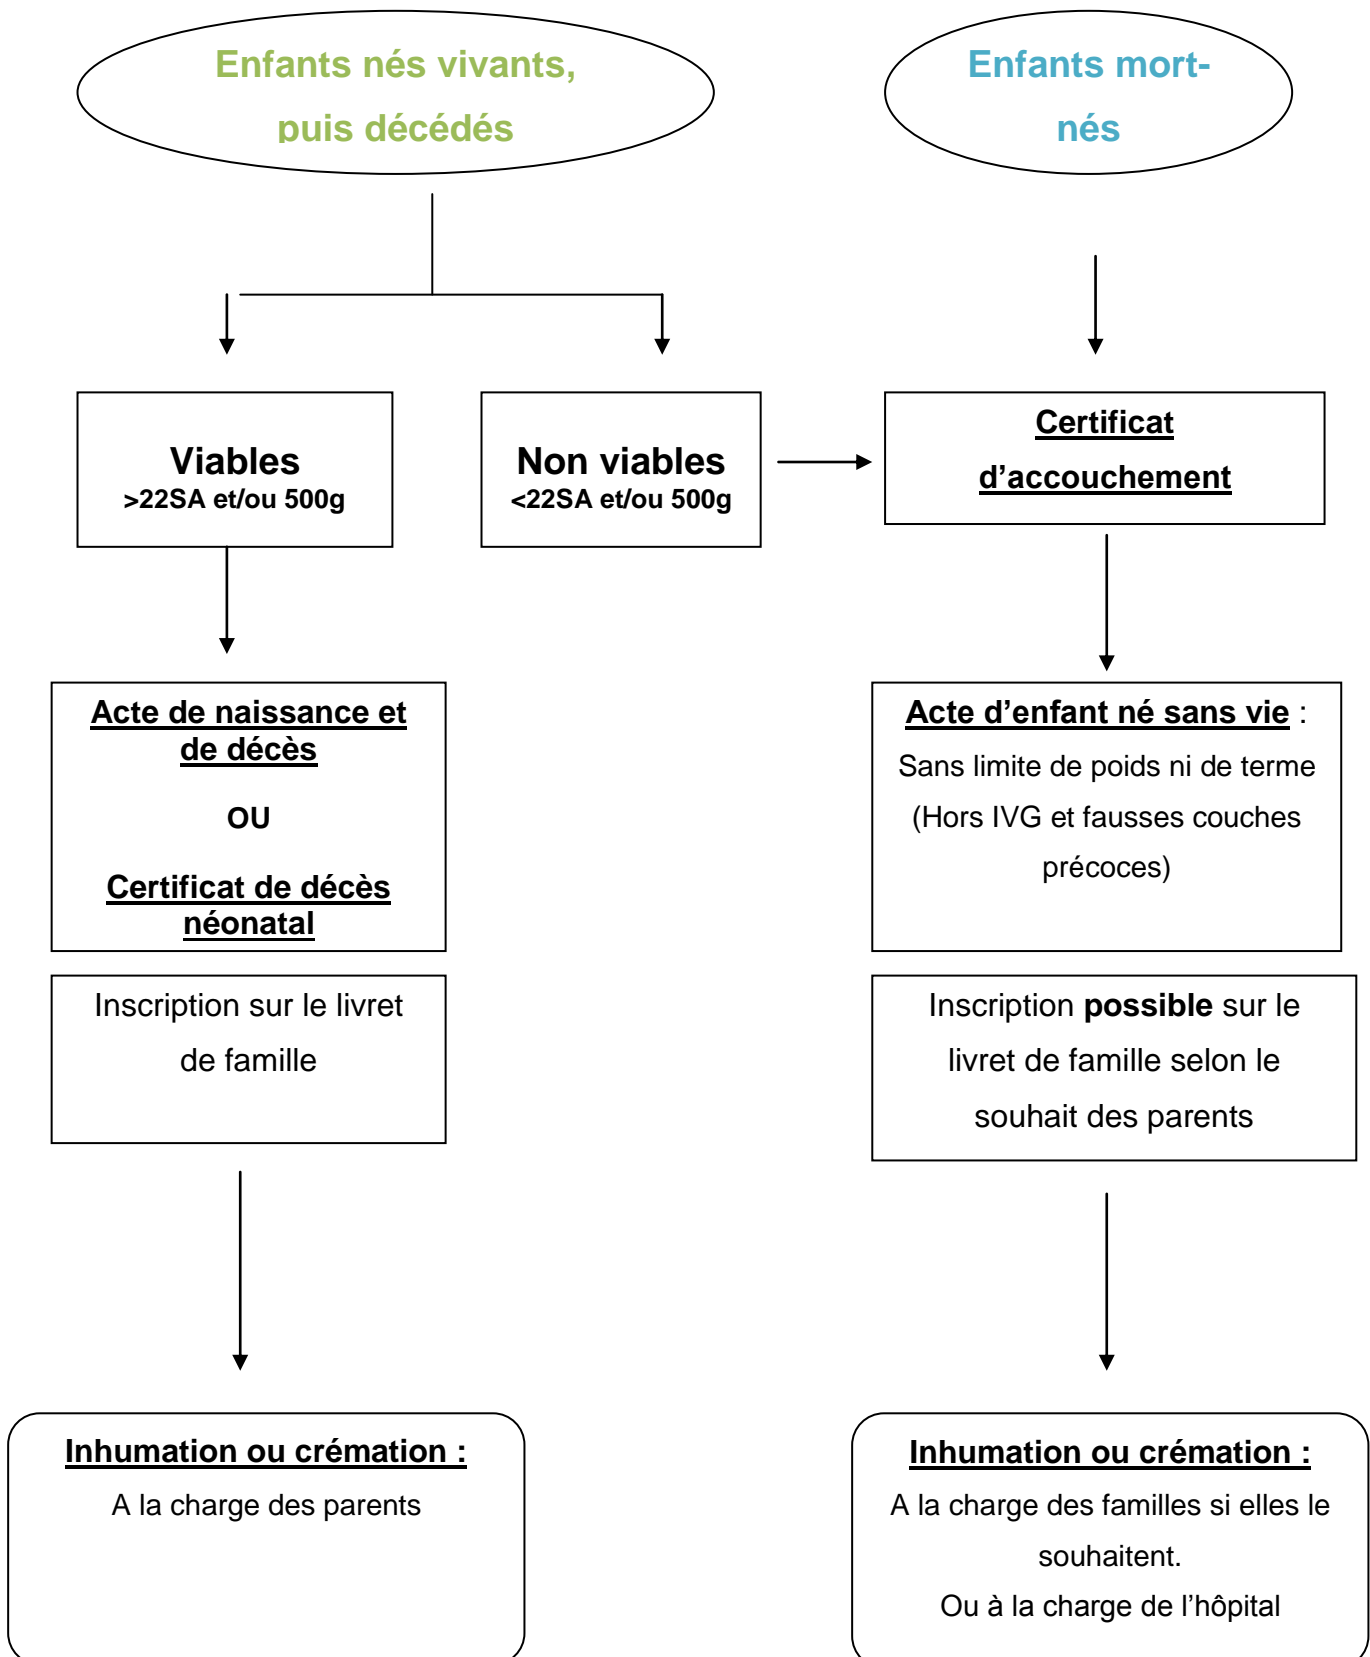 Enfants nés vivants,
puis décédés
Enfants mort-
nés
Viables
>22SA et/ou 500g
Non viables
<22SA et/ou 500g
Certificat
d’accouchement
Acte de naissance et
de décès
OU
Certificat de décès
néonatal
Acte d’enfant né sans vie :
Sans limite de poids ni de terme
(Hors IVG et fausses couches
précoces)
Inscription sur le livret
de famille
Inscription possible sur le
livret de famille selon le
souhait des parents
Inhumation ou crémation :
A la charge des parents
Inhumation ou crémation :
A la charge des familles si elles le
souhaitent.
Ou à la charge de l’hôpital